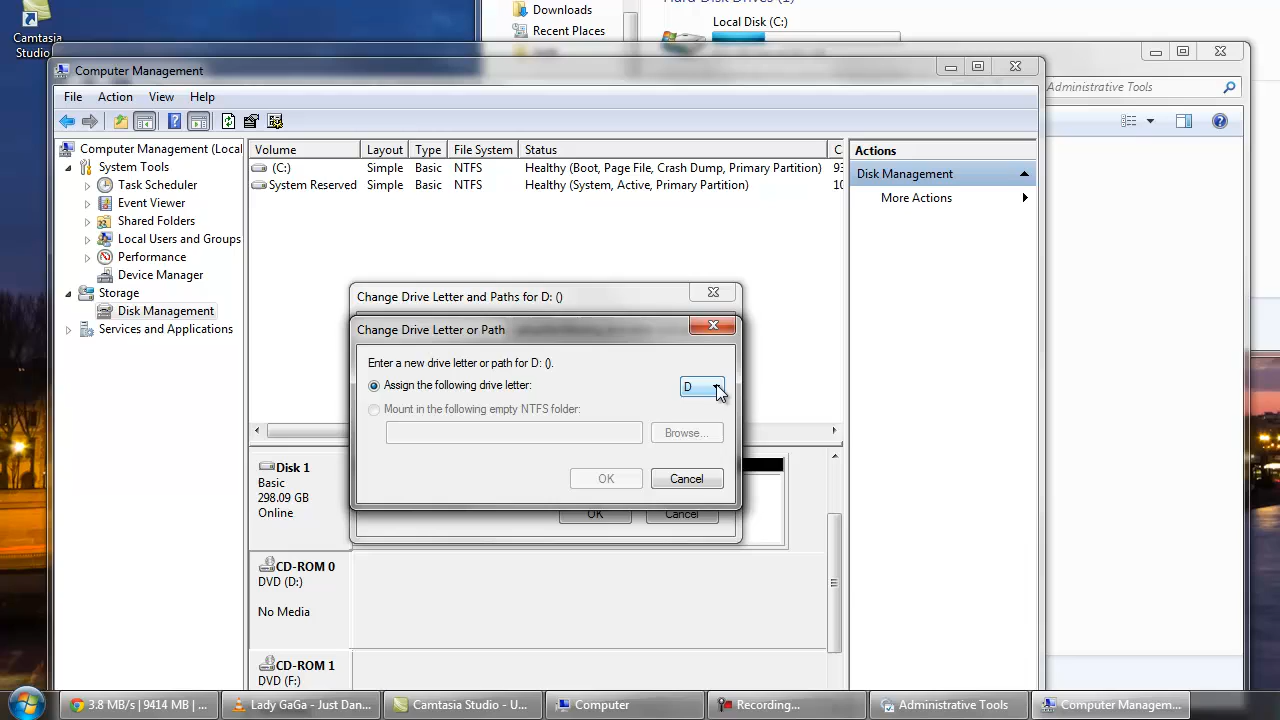 Camtasia
Studio
Downloads
Recent Places
Local Disk (C:)
Administrative Tools
Computer Management
File Action View Help
Computer Management (Local
System Tools
Task Scheduler
Event Viewer
Shared Folders
Local Users and Groups
Performance
Device Manager
Storage
Disk Management
Services and Applications
Volume Layout Type File System Status C
(C:) Simple Basic NTFS Healthy (Boot, Page File, Crash Dump, Primary Partition) 93
System Reserved Simple Basic NTFS Healthy (System, Active, Primary Partition) 10
Actions
Disk Management
More Actions
Change Drive Letter and Paths for D: ()
Change Drive Letter or Path
Enter a new drive letter or path for D: ().
Assign the following drive letter:
D
Mount in the following empty NTFS folder:
Browse...
OK Cancel
OK Cancel
Disk 1
Basic
298.09 GB
Online
CD-ROM 0
DVD (D:)
No Media
CD-ROM 1
DVD (F:)
3.8 MB/s | 9414 MB | ...
Lady GaGa - Just Dan...
Camtasia Studio - U...
Computer
Recording...
Administrative Tools
Computer Managem...